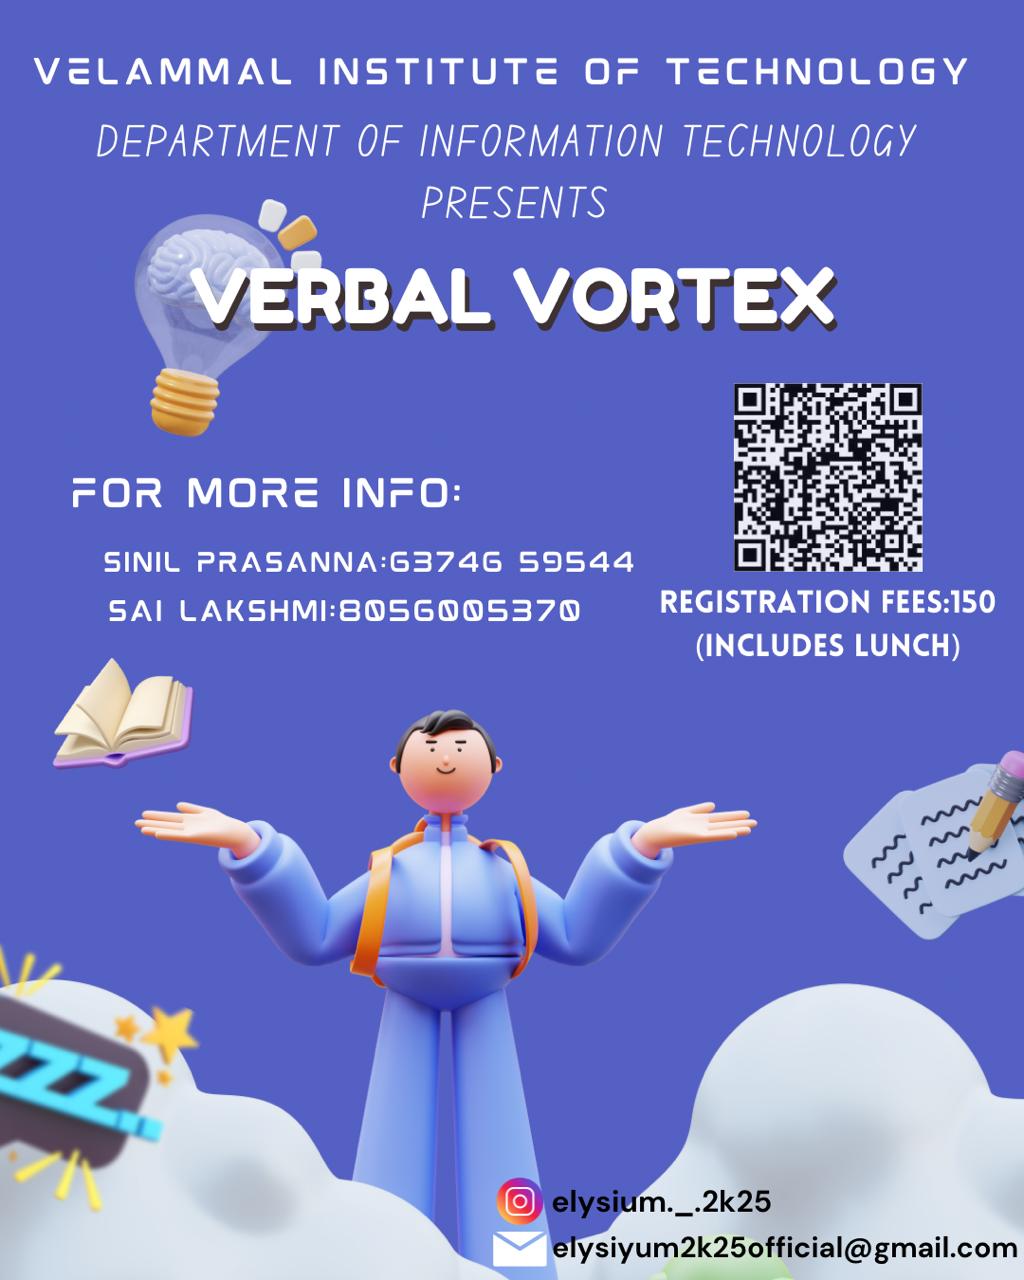 VELAMMAL INSTITUTE OF TECHNOLOGY
DEPARTMENT OF INFORMATION TECHNOLOGY
PRESENTS
VERBAL VORTEX
FOR MORE INFO:
SINIL PRASANNA:63746 59544
SAI LAKSHMI:8056005370
REGISTRATION FEES:150
(INCLUDES LUNCH)
zzz
elysium._.2k25
elysiyum2k25official@gmail.com